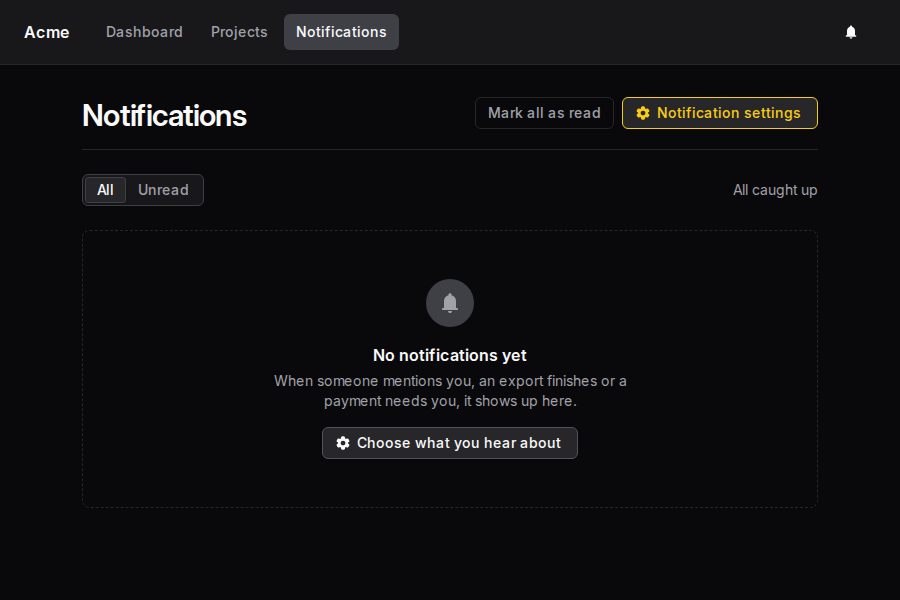 Acme Dashboard Projects Notifications
Notifications
Mark all as read Notification settings
All Unread
All caught up
No notifications yet
When someone mentions you, an export finishes or a
payment needs you, it shows up here.
Choose what you hear about